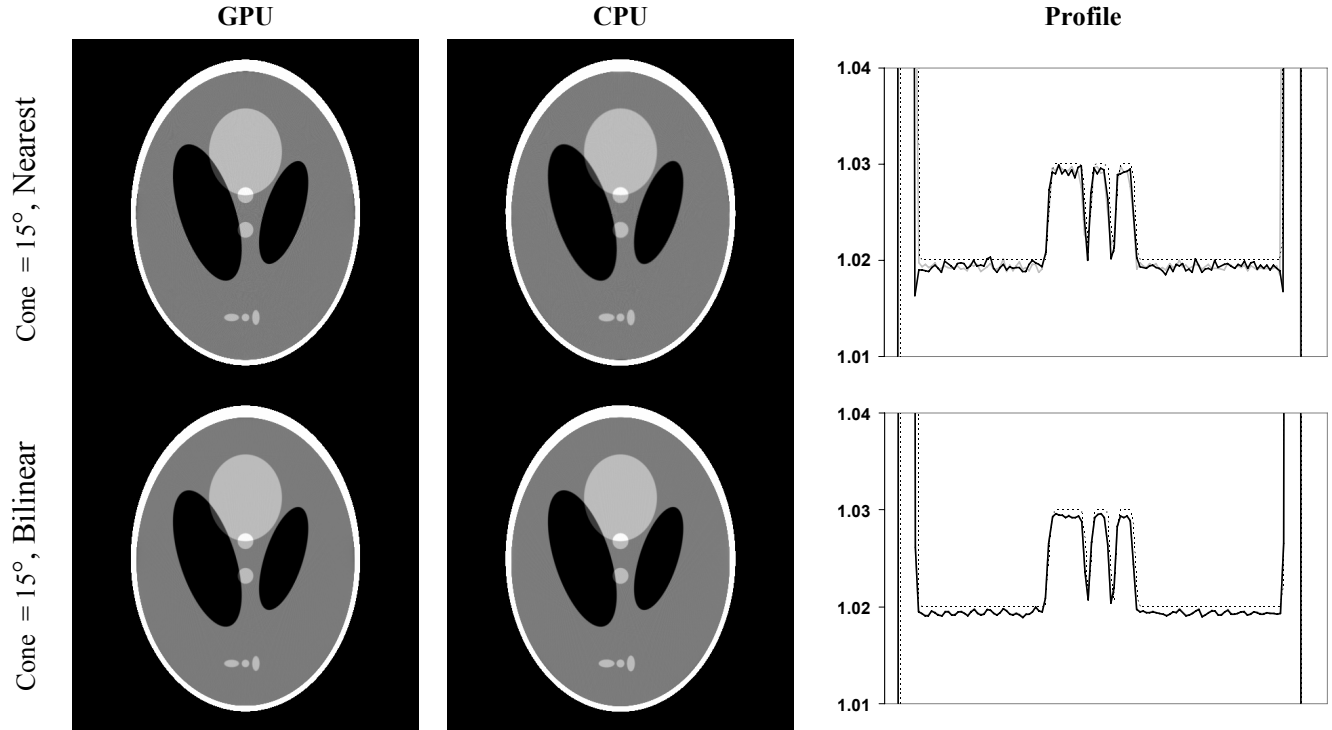 GPU CPU Profile
Cone = 15°, Nearest
1.04
1.03
1.02
1.01
Cone = 15°, Bilinear
1.04
1.03
1.02
1.01